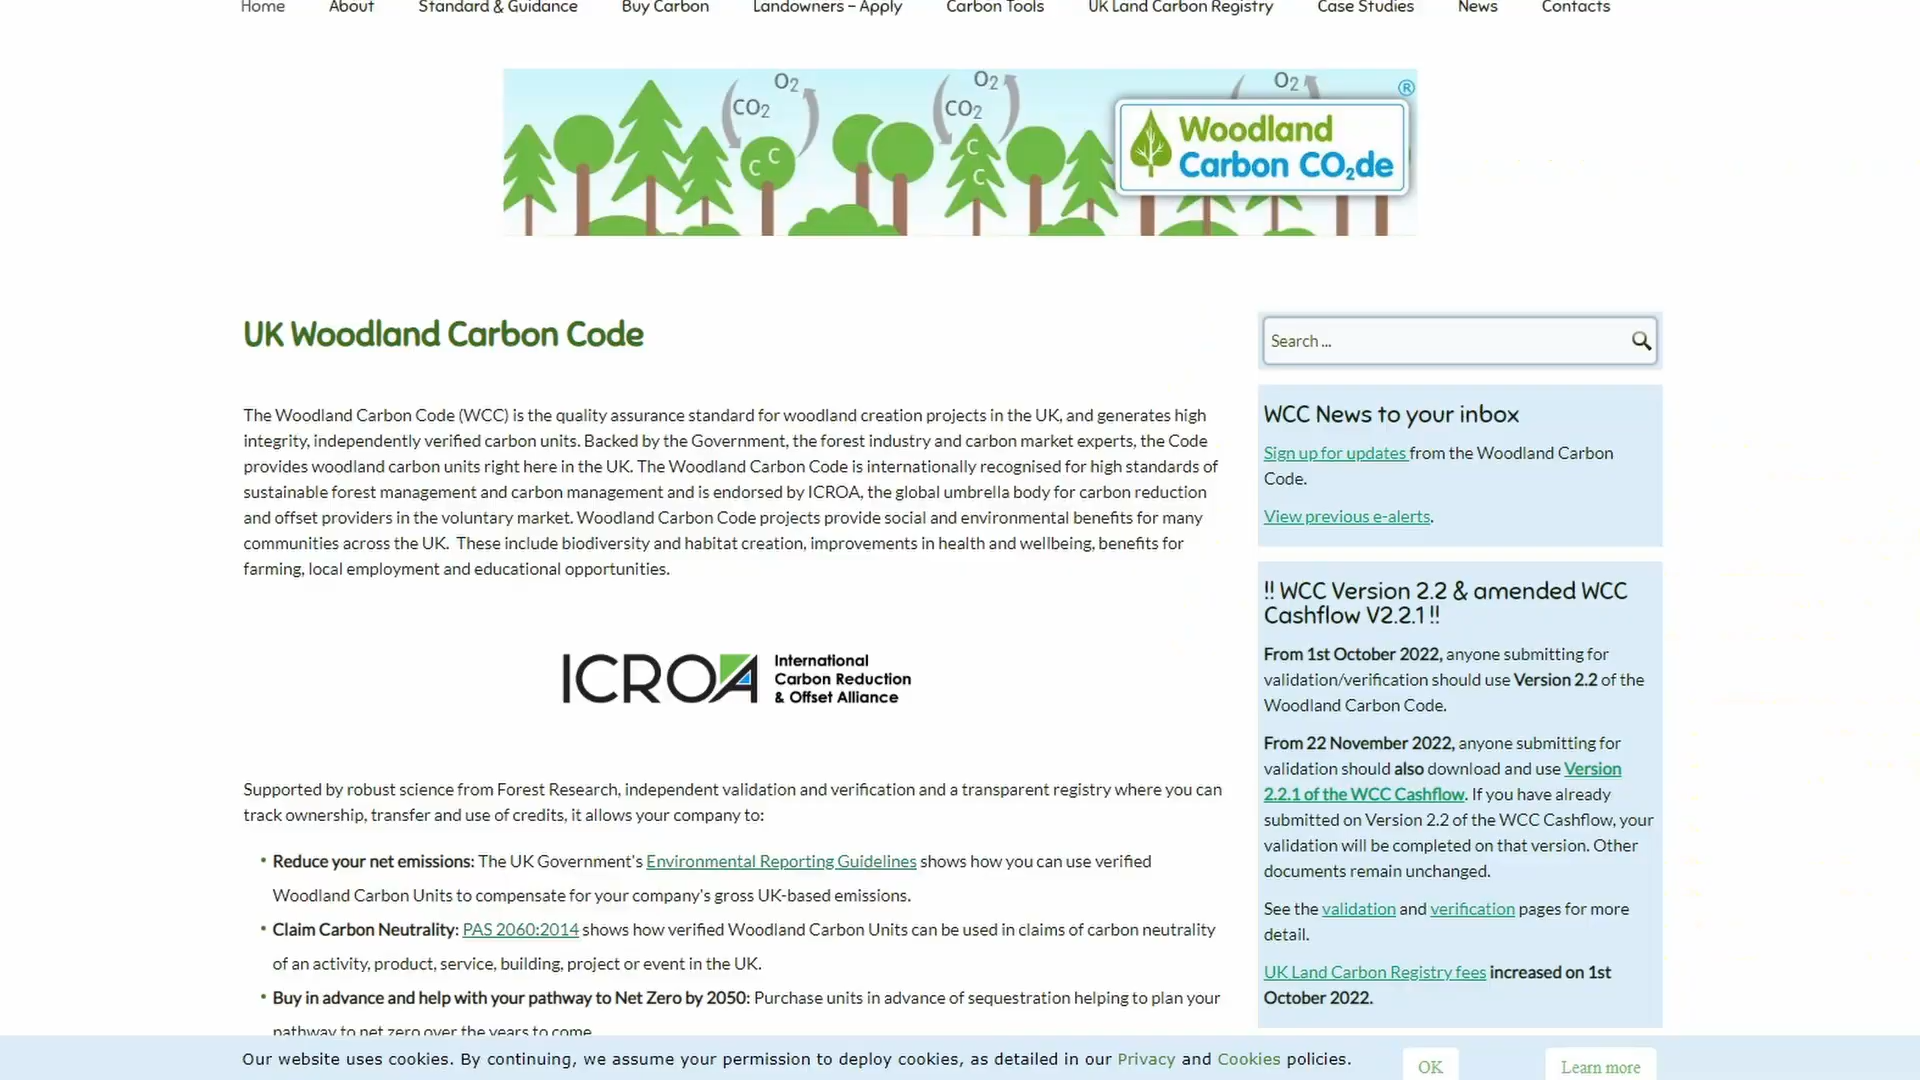 Home About Standard & Guidance Buy Carbon Landowners – Apply Carbon Tools UK Land Carbon Registry Case Studies News Contacts
O2 O2 O2 ®
CO2 CO2
C C C C
Woodland
Carbon CO2de
UK Woodland Carbon Code
The Woodland Carbon Code (WCC) is the quality assurance standard for woodland creation projects in the UK, and generates high
integrity, independently verified carbon units. Backed by the Government, the forest industry and carbon market experts, the Code
provides woodland carbon units right here in the UK. The Woodland Carbon Code is internationally recognised for high standards of
sustainable forest management and carbon management and is endorsed by ICROA, the global umbrella body for carbon reduction
and offset providers in the voluntary market. Woodland Carbon Code projects provide social and environmental benefits for many
communities across the UK. These include biodiversity and habitat creation, improvements in health and wellbeing, benefits for
farming, local employment and educational opportunities.
ICROA
International
Carbon Reduction
& Offset Alliance
Supported by robust science from Forest Research, independent validation and verification and a transparent registry where you can
track ownership, transfer and use of credits, it allows your company to:
• Reduce your net emissions: The UK Government's Environmental Reporting Guidelines shows how you can use verified
Woodland Carbon Units to compensate for your company's gross UK-based emissions.
• Claim Carbon Neutrality: PAS 2060:2014 shows how verified Woodland Carbon Units can be used in claims of carbon neutrality
of an activity, product, service, building, project or event in the UK.
• Buy in advance and help with your pathway to Net Zero by 2050: Purchase units in advance of sequestration helping to plan your
pathway to net zero over the years to come
Search ...
WCC News to your inbox
Sign up for updates from the Woodland Carbon
Code.
View previous e-alerts.
!! WCC Version 2.2 & amended WCC
Cashflow V2.2.1 !!
From 1st October 2022, anyone submitting for
validation/verification should use Version 2.2 of the
Woodland Carbon Code.
From 22 November 2022, anyone submitting for
validation should also download and use Version
2.2.1 of the WCC Cashflow. If you have already
submitted on Version 2.2 of the WCC Cashflow, your
validation will be completed on that version. Other
documents remain unchanged.
See the validation and verification pages for more
detail.
UK Land Carbon Registry fees increased on 1st
October 2022.
Our website uses cookies. By continuing, we assume your permission to deploy cookies, as detailed in our Privacy and Cookies policies.
OK
Learn more